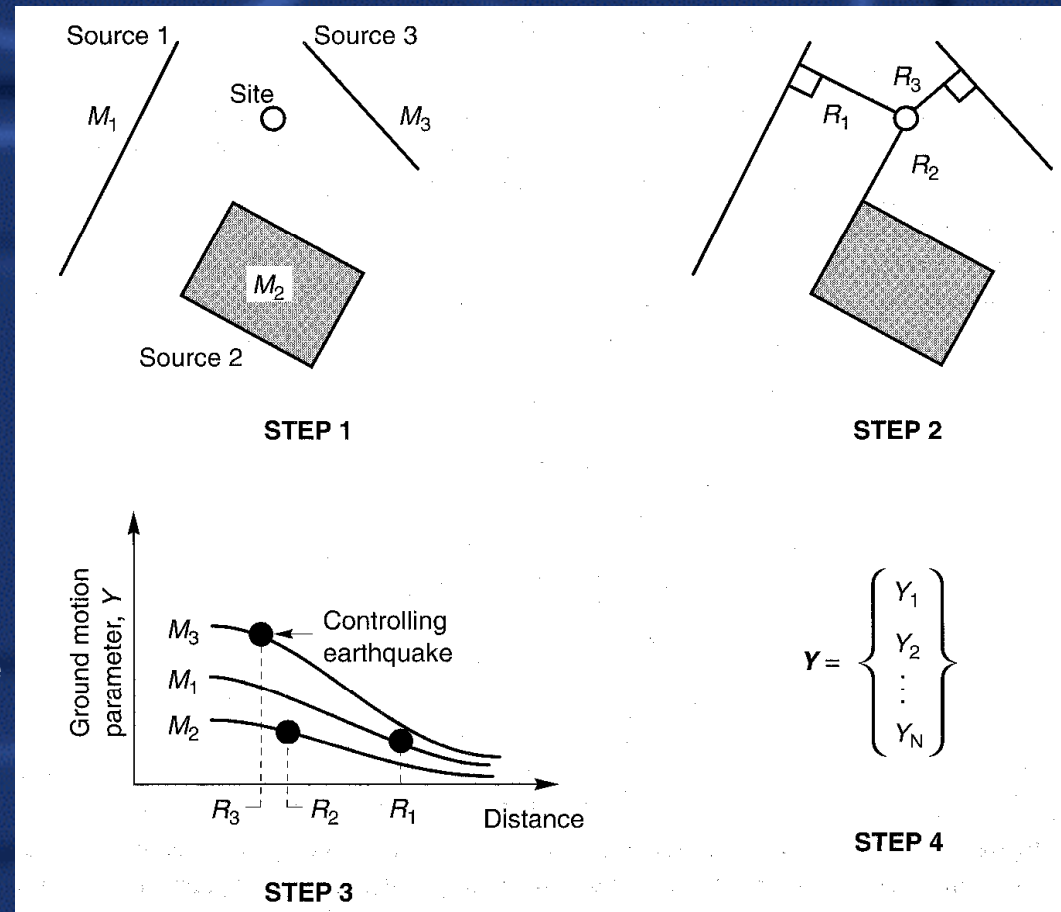 Source 1
Source 3
Site
M1
M3
M2
Source 2
STEP 1
R3
R1
R2
STEP 2
Ground motion
parameter, Y
M3
Controlling
earthquake
M1
M2
R3
R2
R1
Distance
STEP 3
Y =
Y1
Y2
⋮
YN
STEP 4